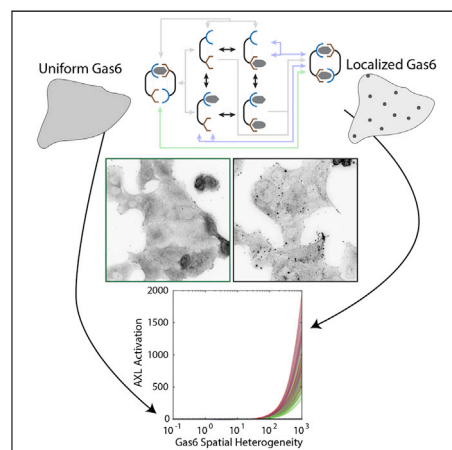 Uniform Gas6
Localized Gas6
AXL Activation
2000
1500
1000
500
0
10-1
100
101
102
103
Gas6 Spatial Heterogeneity